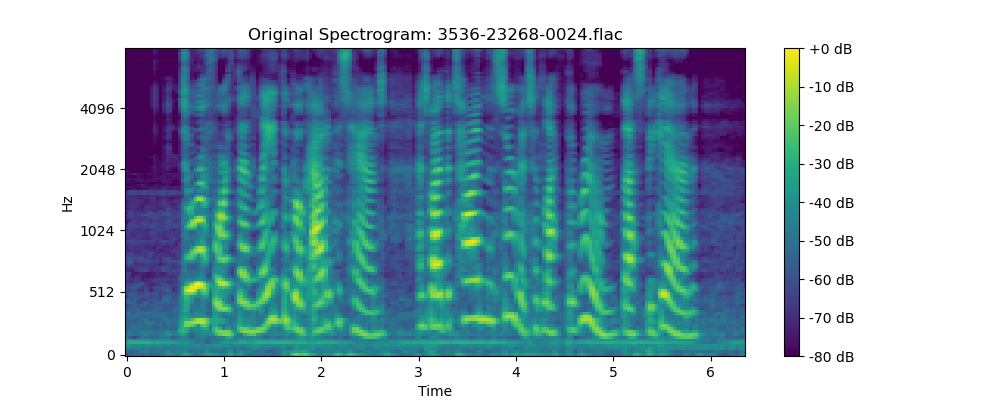 Original Spectrogram: 3536-23268-0024.flac
Hz
4096
2048
1024
512
0
0 1 2 3 4 5 6
Time
+0 dB
-10 dB
-20 dB
-30 dB
-40 dB
-50 dB
-60 dB
-70 dB
-80 dB